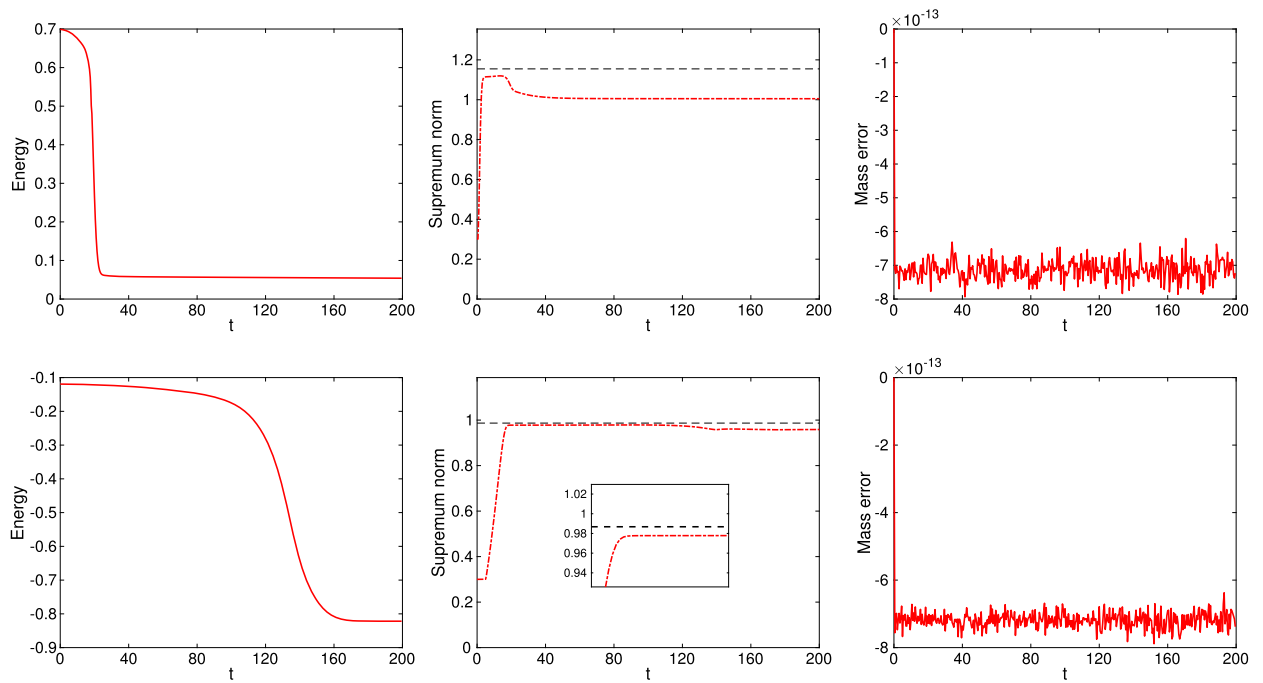 0.7
0.6
0.5
0.4
0.3
0.2
0.1
0
Energy
0 40 80 120 160 200
t
1.2
1
0.8
0.6
0.4
0.2
0
Supremum norm
0 40 80 120 160 200
t
×10-13
0
-1
-2
-3
-4
-5
-6
-7
-8
Mass error
0 40 80 120 160 200
t
-0.1
-0.2
-0.3
-0.4
-0.5
-0.6
-0.7
-0.8
-0.9
Energy
0 40 80 120 160 200
t
1
0.8
0.6
0.4
0.2
0
Supremum norm
1.02
1
0.98
0.96
0.94
0 40 80 120 160 200
t
×10-13
0
-2
-4
-6
-8
Mass error
0 40 80 120 160 200
t